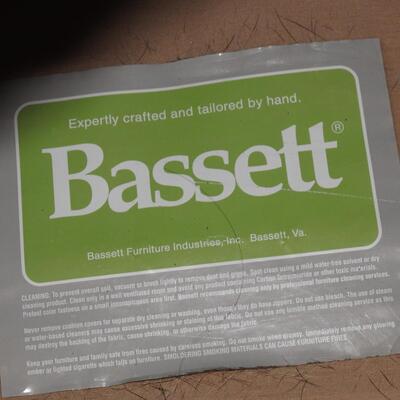 Expertly crafted and tailored by hand.
Bassett®
Bassett Furniture Industries, Inc. Bassett, Va.
CLEANING: To prevent overall soil, vacuum or brush lightly to remove dust and grime. Spot clean using a mild water-free solvent or dry
cleaning product. Clean only in a well ventilated room and avoid any product containing Carbon Tetrachloride or other toxic materials.
Pretest color fastness on a small inconspicuous area first. Bassett recommends cleaning only by professional furniture cleaning services.
Never remove cushion covers for separate dry cleaning or washing, even though they do have zippers. Do not use bleach. The use of steam
or water-based cleaners may cause excessive shrinking or staining of this fabric. Do not use any tumble method cleaning service as this
may destroy the backing of the fabric, cause shrinking, or otherwise damage the fabric.
Keep your furniture and family safe from fires caused by careless smoking. Do not smoke when drowsy. Immediately remove any glowing
ember or lighted cigarette which falls on furniture. SMOLDERING SMOKING MATERIALS CAN CAUSE FURNITURE FIRES.